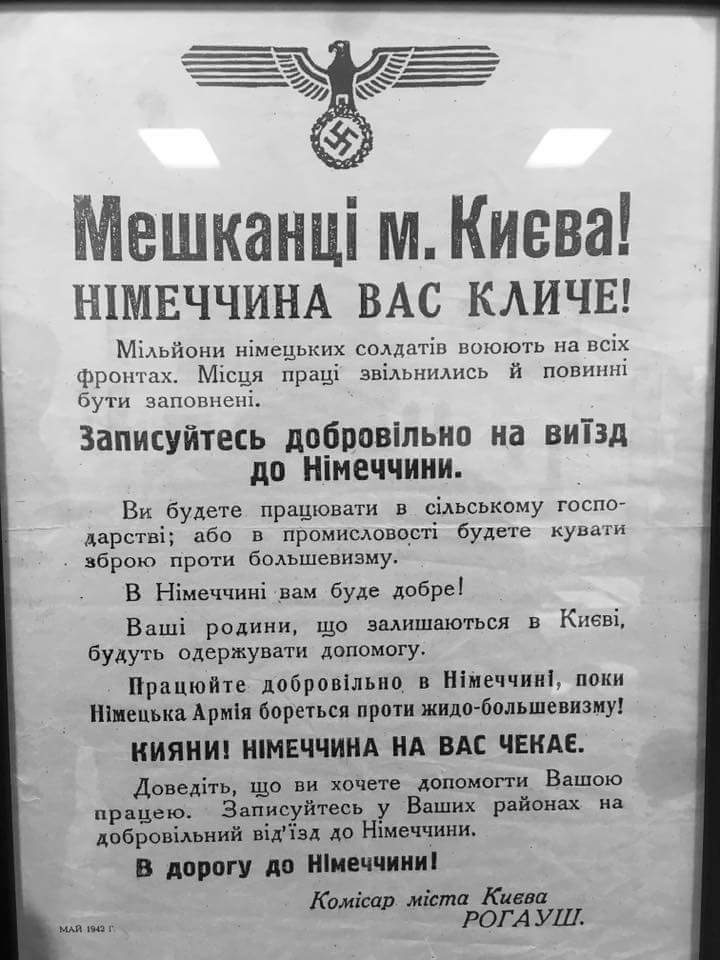 Мешканці м. Києва!
НІМЕЧЧИНА ВАС КЛИЧЕ!
Мільйони німецьких солдатів воюють на всіх
фронтах. Місця праці звільнились й повинні
бути заповнені.
Записуйтесь добровільно на виїзд
до Німеччини.
Ви будете працювати в сільському госпо-
дарстві; або в промисловості будете кувати
зброю проти большевизму.
В Німеччині вам буде добре!
Ваші родини, що залишаються в Києві,
будуть одержувати допомогу.
Працюйте добровільно в Німеччині, поки
Німецька Армія бореться проти жидо-большевизму!
КИЯНИ! НІМЕЧЧИНА НА ВАС ЧЕКАЄ.
Доведіть, що ви хочете допомогти Вашою
працею. Записуйтесь у Ваших районах на
добровільний від'їзд до Німеччини.
В дорогу до Німеччини!
Комісар міста Києва
РОГАУШ.
МАЙ 1942 Г.